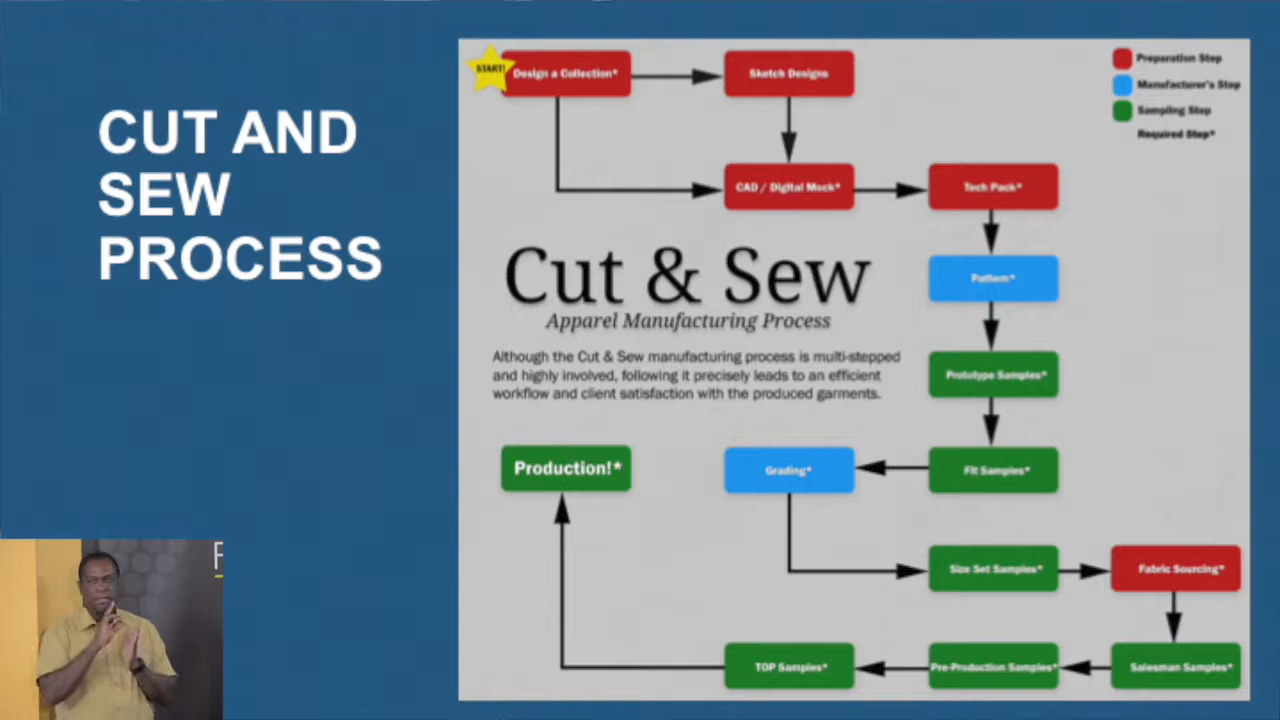 CUT AND
SEW
PROCESS
START!
Design a Collection*
Sketch Designs
Preparation Step
Manufacturer's Step
Sampling Step
Required Step*
CAD / Digital Mock*
Tech Pack*
Pattern*
Cut & Sew
Apparel Manufacturing Process
Although the Cut & Sew manufacturing process is multi-stepped
and highly involved, following it precisely leads to an efficient
workflow and client satisfaction with the produced garments.
Prototype Samples*
Production!*
Grading*
Fit Samples*
Size Set Samples*
Fabric Sourcing*
TOP Samples*
Pre-Production Samples*
Salesman Samples*
F